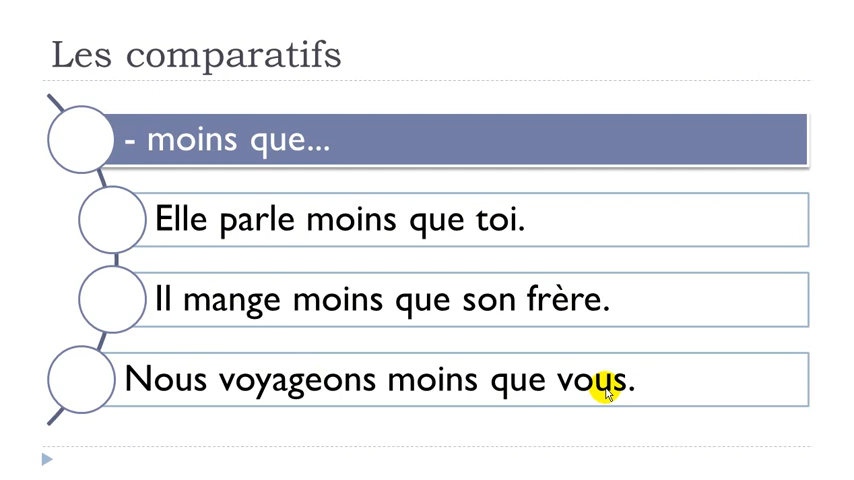 Les comparatifs
- moins que...
Elle parle moins que toi.
Il mange moins que son frère.
Nous voyageons moins que vous.